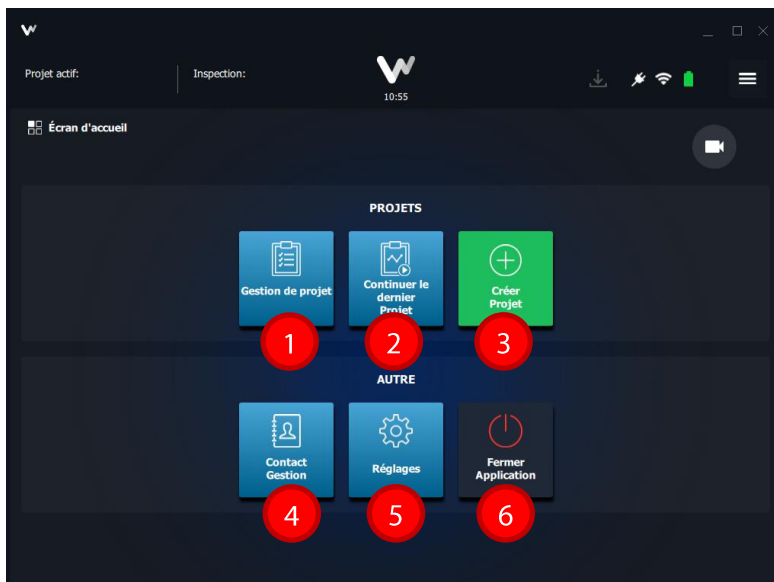 Projet actif:
Inspection:
10:55
Écran d'accueil
PROJETS
Gestion de projet
Continuer le
dernier
Projet
Créer
Projet
1
2
3
AUTRE
Contact
Gestion
Réglages
Fermer
Application
4
5
6